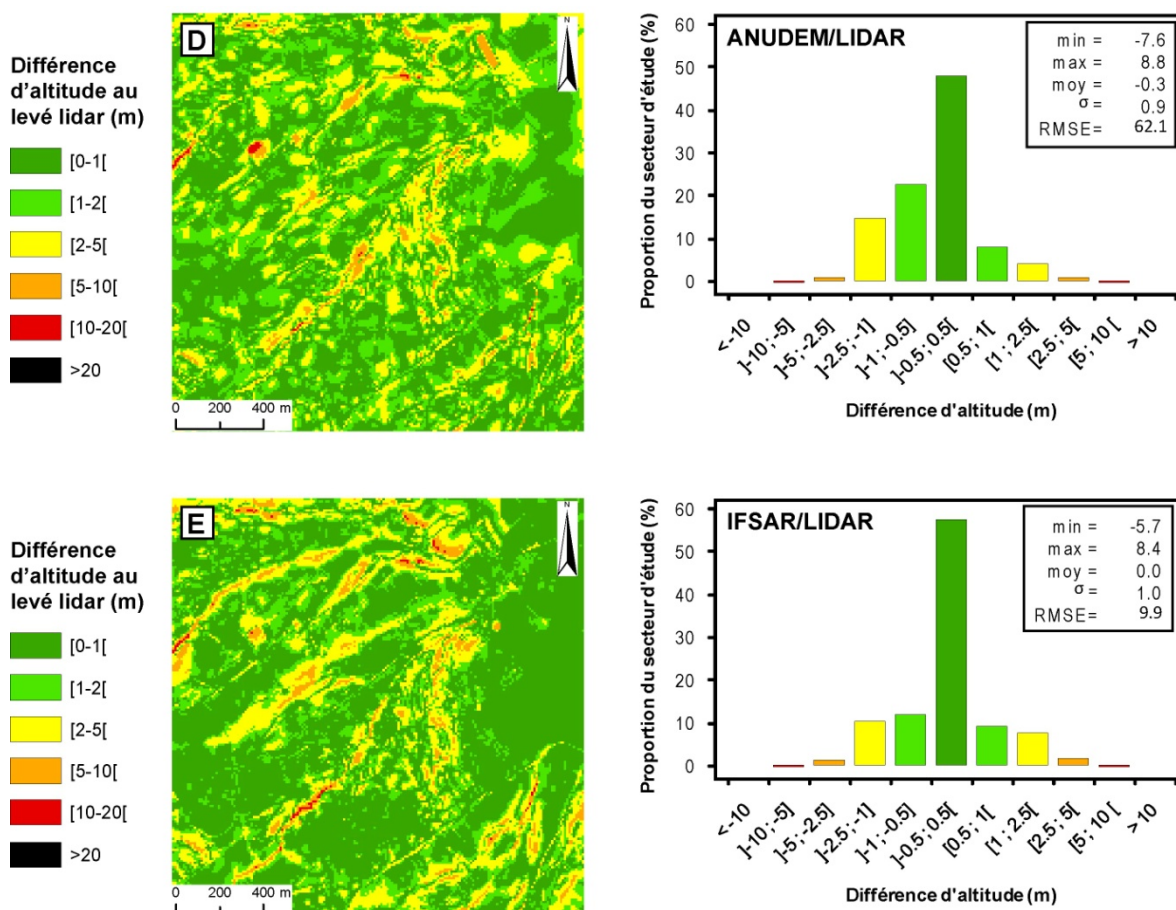 D
N
Différence
d'altitude au
levé lidar (m)
[0-1[
[1-2[
[2-5[
[5-10[
[10-20[
>20
0 200 400 m
ANUDEM/LIDAR
min = -7.6
max = 8.8
moy = -0.3
σ 0.9
RMSE= 62.1
Proportion du secteur d'étude (%)
60
50
40
30
20
10
0
<-10
]-10 ; -5]
]-5 ; -2.5]
]-2.5 ; -1]
]-1 ; -0.5]
]-0.5 ; 0.5[
[0.5 ; 1[
[1 ; 2.5[
[2.5 ; 5[
[5 ; 10 [
>10
Différence d'altitude (m)
E
N
Différence
d'altitude au
levé lidar (m)
[0-1[
[1-2[
[2-5[
[5-10[
[10-20[
>20
0 200 400 m
IFSAR/LIDAR
min = -5.7
max = 8.4
moy = 0.0
σ 1.0
RMSE= 9.9
Proportion du secteur d'étude (%)
60
50
40
30
20
10
0
<-10
]-10 ; -5]
]-5 ; -2.5]
]-2.5 ; -1]
]-1 ; -0.5]
]-0.5 ; 0.5[
[0.5 ; 1[
[1 ; 2.5[
[2.5 ; 5[
[5 ; 10 [
>10
Différence d'altitude (m)